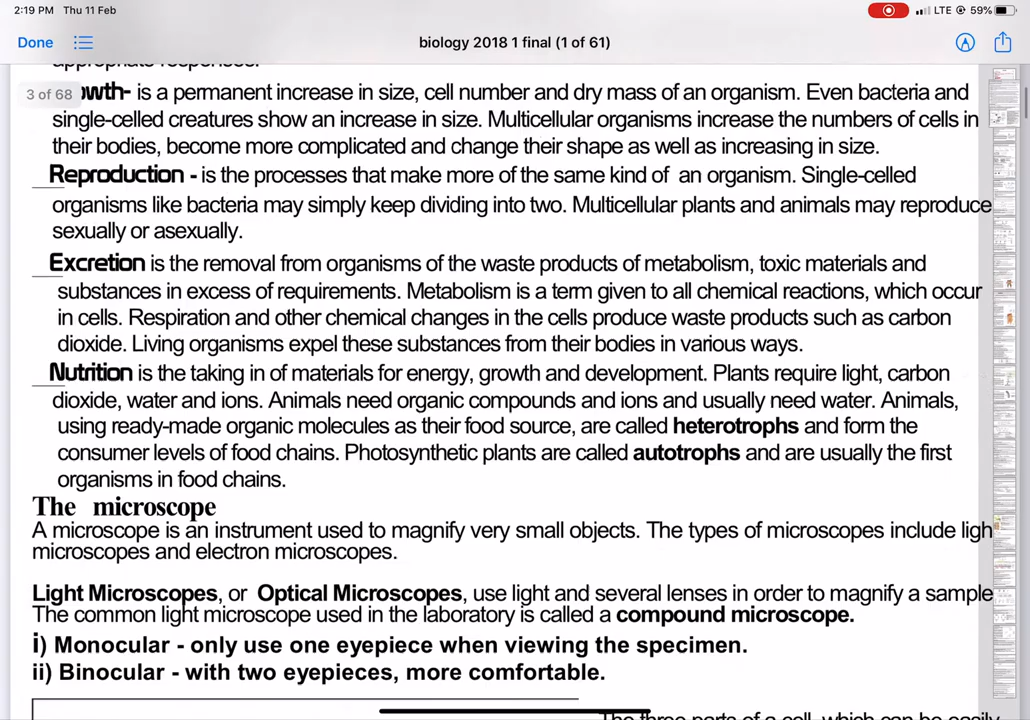 2:19 PM Thu 11 Feb
LTE 59%
Done
biology 2018 1 final (1 of 61)
appropriate responses.
3 of 68
wth- is a permanent increase in size, cell number and dry mass of an organism. Even bacteria and
single-celled creatures show an increase in size. Multicellular organisms increase the numbers of cells in
their bodies, become more complicated and change their shape as well as increasing in size.
Reproduction - is the processes that make more of the same kind of an organism. Single-celled
organisms like bacteria may simply keep dividing into two. Multicellular plants and animals may reproduce
sexually or asexually.
Excretion is the removal from organisms of the waste products of metabolism, toxic materials and
substances in excess of requirements. Metabolism is a term given to all chemical reactions, which occur
in cells. Respiration and other chemical changes in the cells produce waste products such as carbon
dioxide. Living organisms expel these substances from their bodies in various ways.
Nutrition is the taking in of materials for energy, growth and development. Plants require light, carbon
dioxide, water and ions. Animals need organic compounds and ions and usually need water. Animals,
using ready-made organic molecules as their food source, are called heterotrophs and form the
consumer levels of food chains. Photosynthetic plants are called autotrophs and are usually the first
organisms in food chains.
The microscope
A microscope is an instrument used to magnify very small objects. The types of microscopes include ligh
microscopes and electron microscopes.
Light Microscopes, or Optical Microscopes, use light and several lenses in order to magnify a sample
The common light microscope used in the laboratory is called a compound microscope.
i) Monocular - only use one eyepiece when viewing the specimen.
ii) Binocular - with two eyepieces, more comfortable.
The three parts of a cell, which can be easily